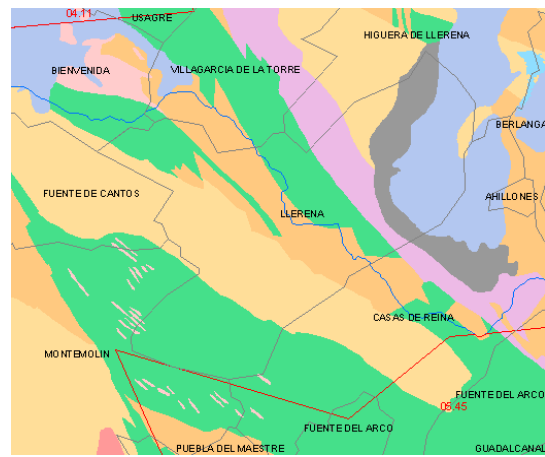 04.11
USAGRE
HIGUERA DE LLERENA
BIENVENIDA
VILLAGARCIA DE LA TORRE
BERLANGA
FUENTE DE CANTOS
AHILLONES
LLERENA
CASAS DE REINA
MONTEMOLIN
FUENTE DEL ARCO
05.45
FUENTE DEL ARCO
PUEBLA DEL MAESTRE
GUADALCANAL